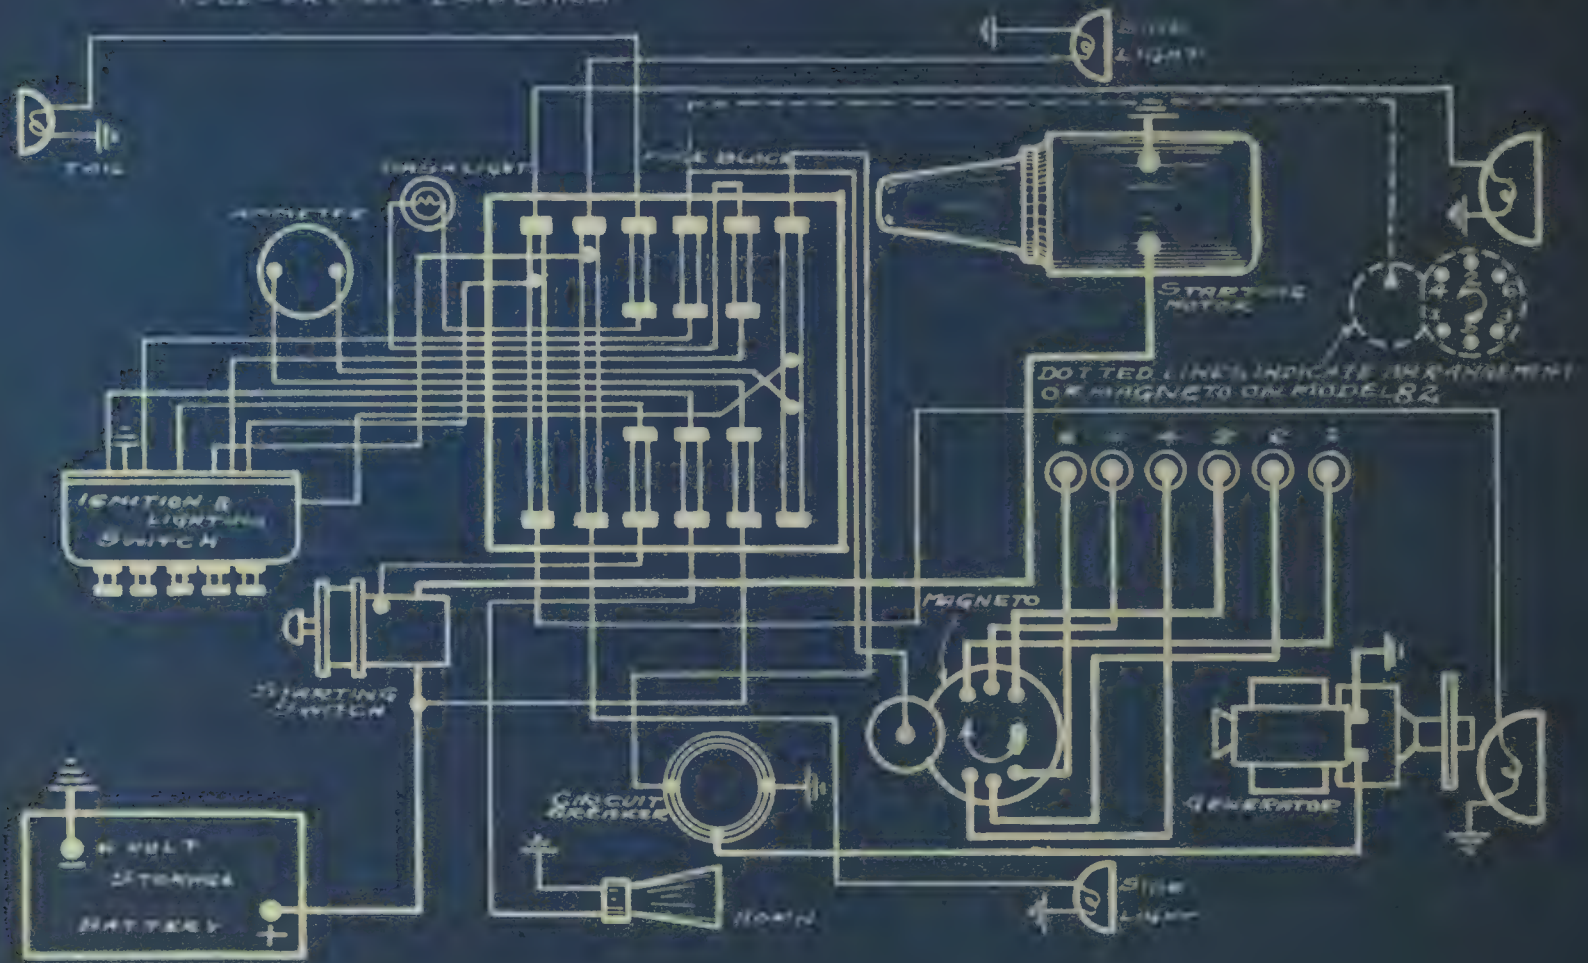 SIDE
LIGHT
TAIL
DASH LIGHT
FUSE BLOCK
AMMETER
STARTING
MOTOR
DOTTED LINES INDICATE ARRANGEMENT
OF MAGNETO ON MODEL 82
IGNITION &
LIGHTING
SWITCH
MAGNETO
STARTING
SWITCH
CIRCUIT
BREAKER
GENERATOR
6 VOLT
STORAGE
BATTERY
+
HORN
SIDE
LIGHT